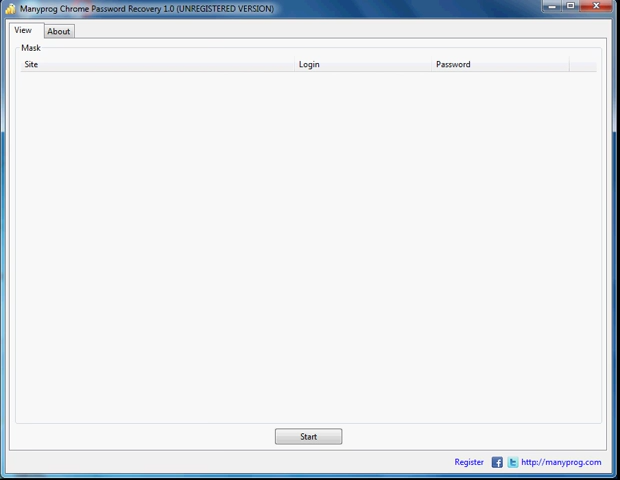 Manyprog Chrome Password Recovery 1.0 (UNREGISTERED VERSION)
View About
Mask
Site Login Password
Start
Register http://manyprog.com